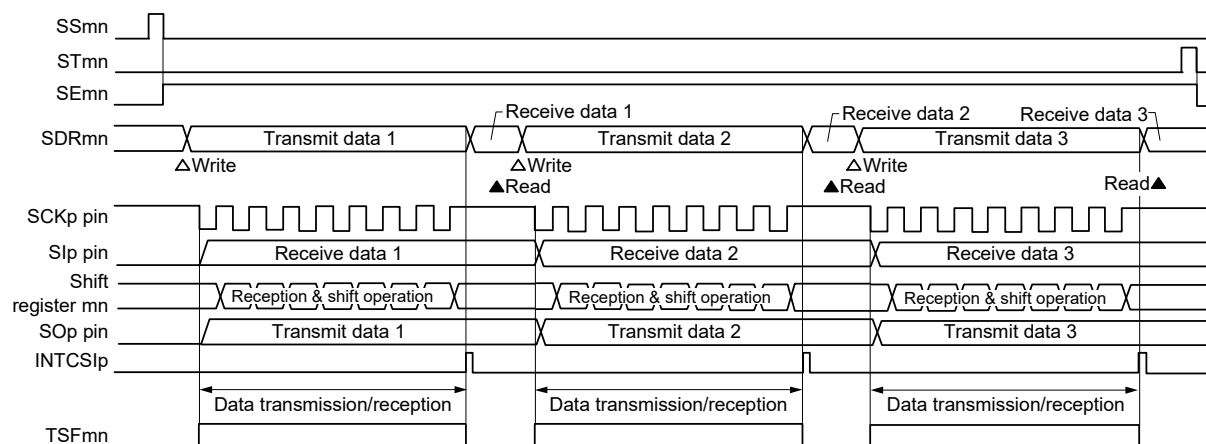 SSmn
STmn
SEmn
Receive data 1
Receive data 2
Receive data 3
SDRmn
Transmit data 1
Transmit data 2
Transmit data 3
△Write
△Write
△Write
▲Read
▲Read
Read▲
SCKp pin
SIp pin
Receive data 1
Receive data 2
Receive data 3
Shift
register mn
Reception & shift operation
Reception & shift operation
Reception & shift operation
SOp pin
Transmit data 1
Transmit data 2
Transmit data 3
INTCSIp
Data transmission/reception
Data transmission/reception
Data transmission/reception
TSFmn